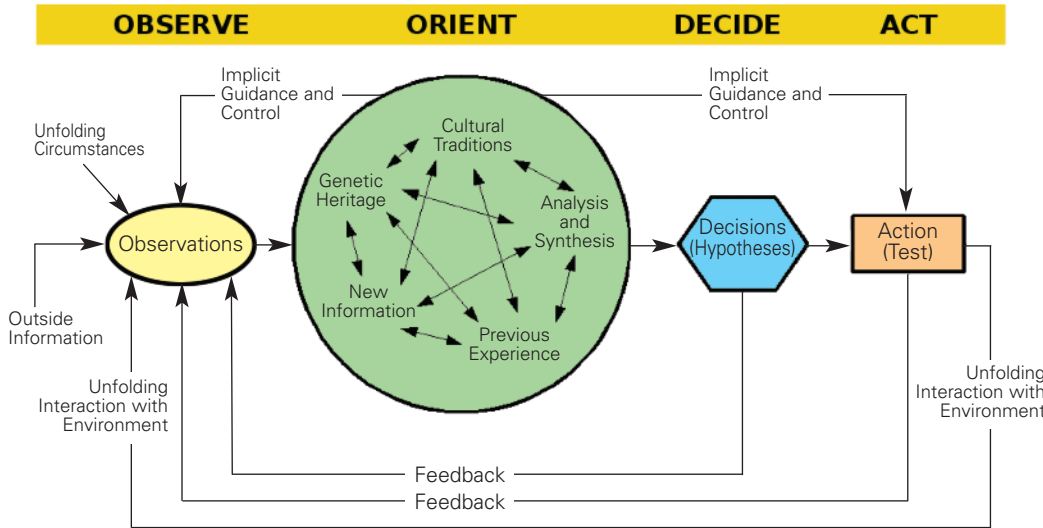 OBSERVE ORIENT DECIDE ACT
Implicit
Guidance and
Control
Implicit
Guidance and
Control
Unfolding
Circumstances
Cultural
Traditions
Genetic
Heritage
Analysis
and
Synthesis
New
Information
Previous
Experience
Observations
Decisions
(Hypotheses)
Action
(Test)
Outside
Information
Unfolding
Interaction with
Environment
Unfolding
Interaction with
Environment
Feedback
Feedback